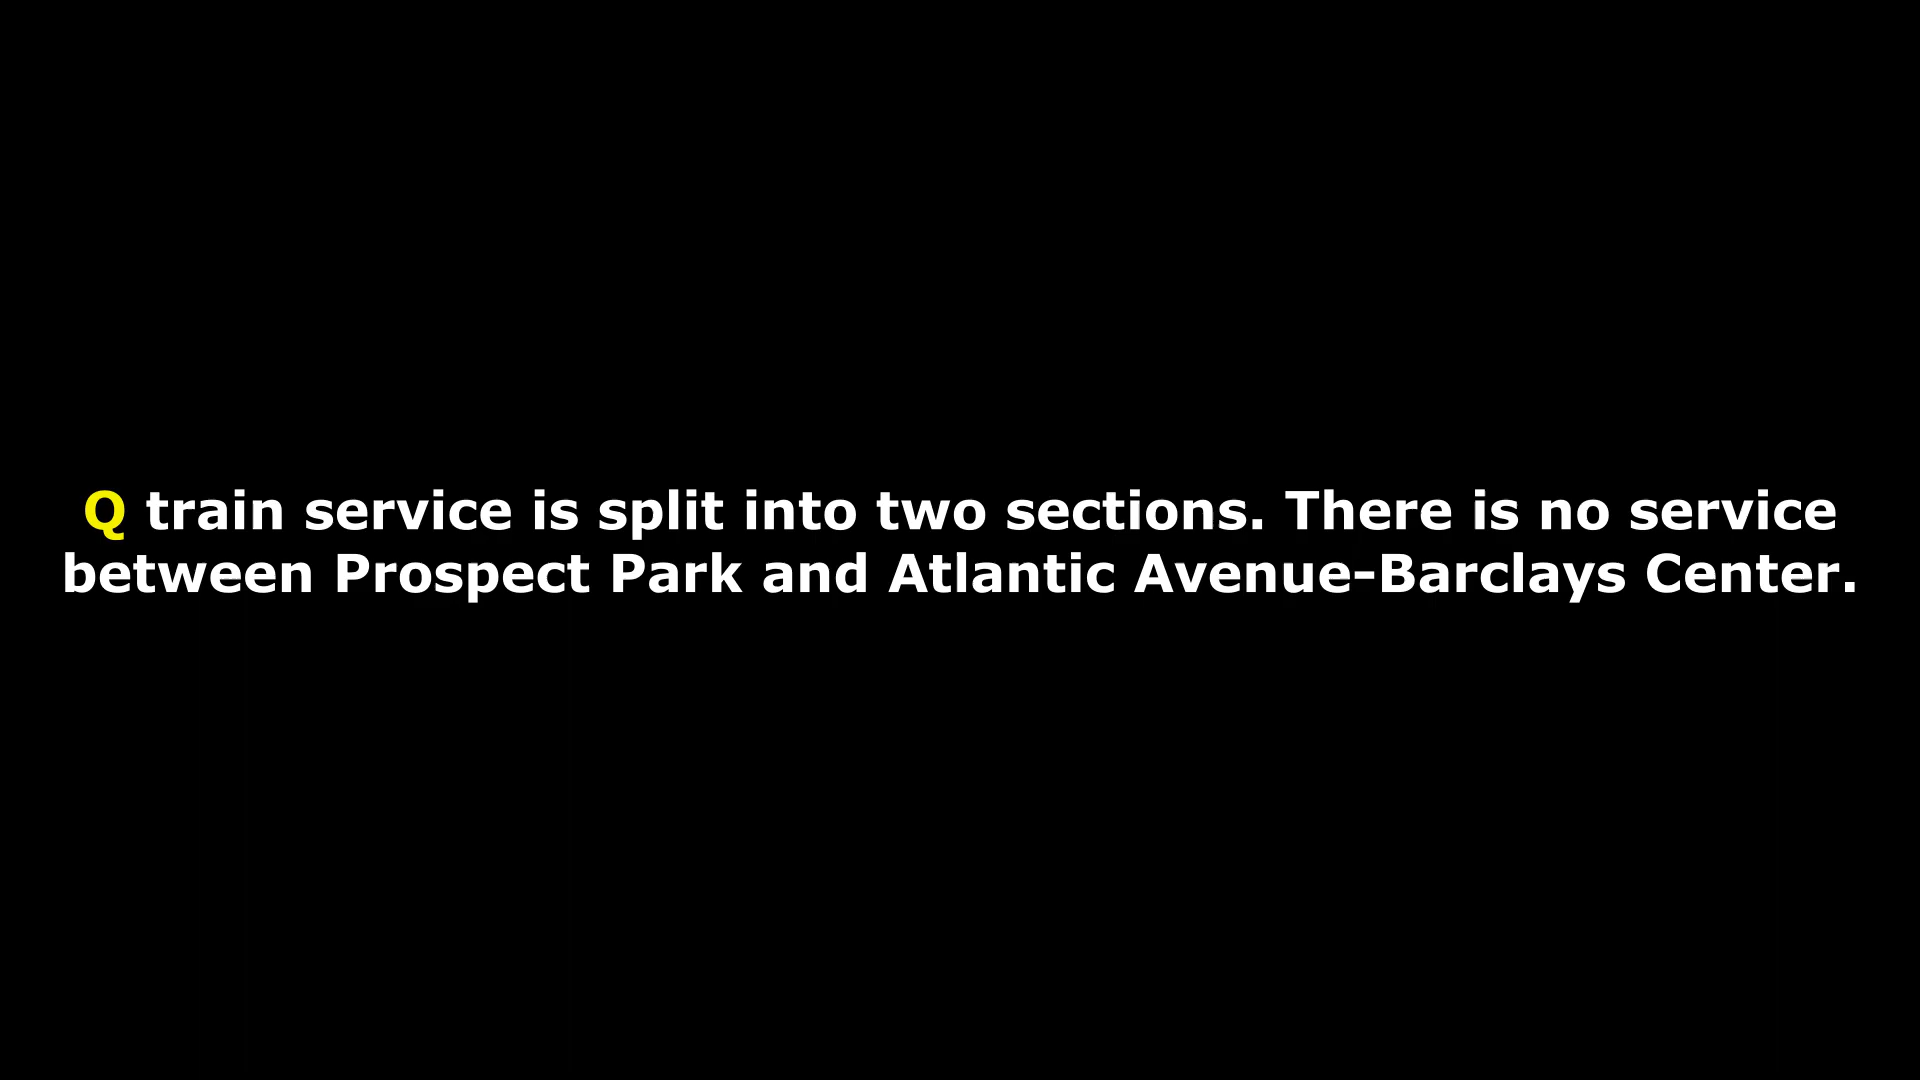 Q train service is split into two sections. There is no service
between Prospect Park and Atlantic Avenue-Barclays Center.